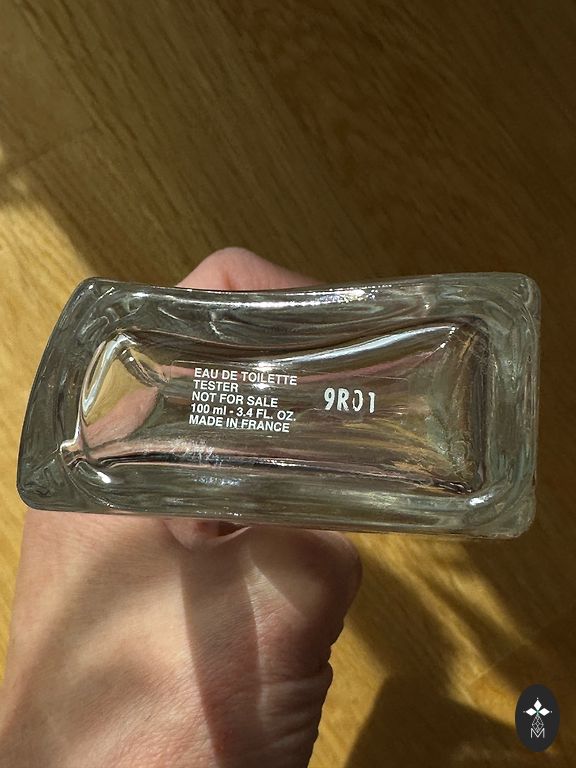 EAU DE TOILETTE
TESTER
NOT FOR SALE
100 ml - 3.4 FL. OZ.
MADE IN FRANCE
9R01
M